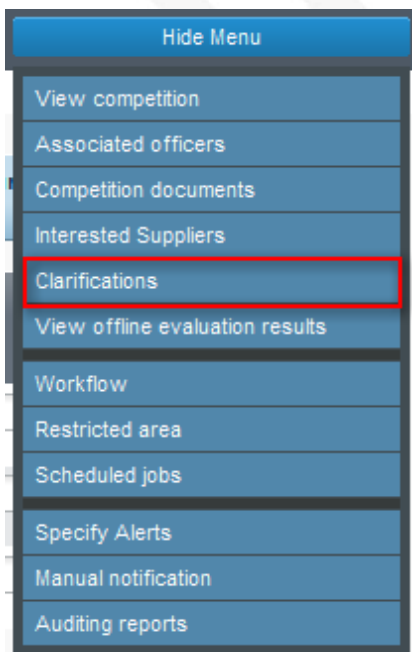 Hide Menu
View competition
Associated officers
Competition documents
Interested Suppliers
Clarifications
View offline evaluation results
Workflow
Restricted area
Scheduled jobs
Specify Alerts
Manual notification
Auditing reports